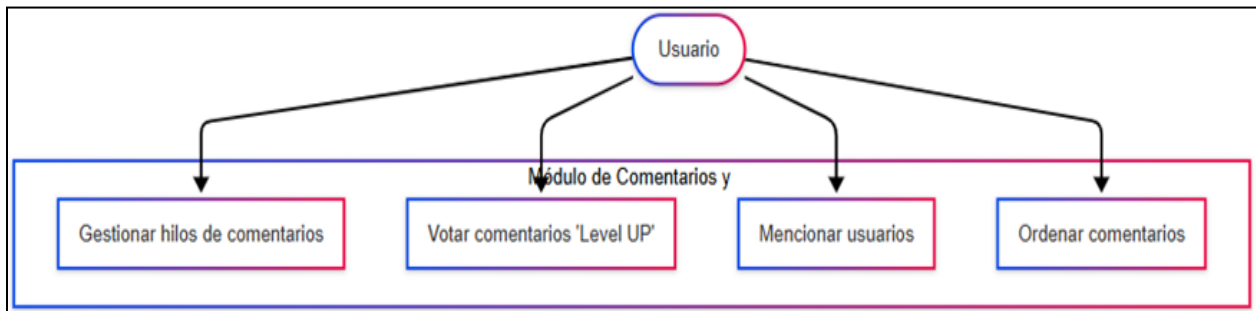 Usuario
Módulo de Comentarios y
Gestionar hilos de comentarios
Votar comentarios 'Level UP'
Mencionar usuarios
Ordenar comentarios